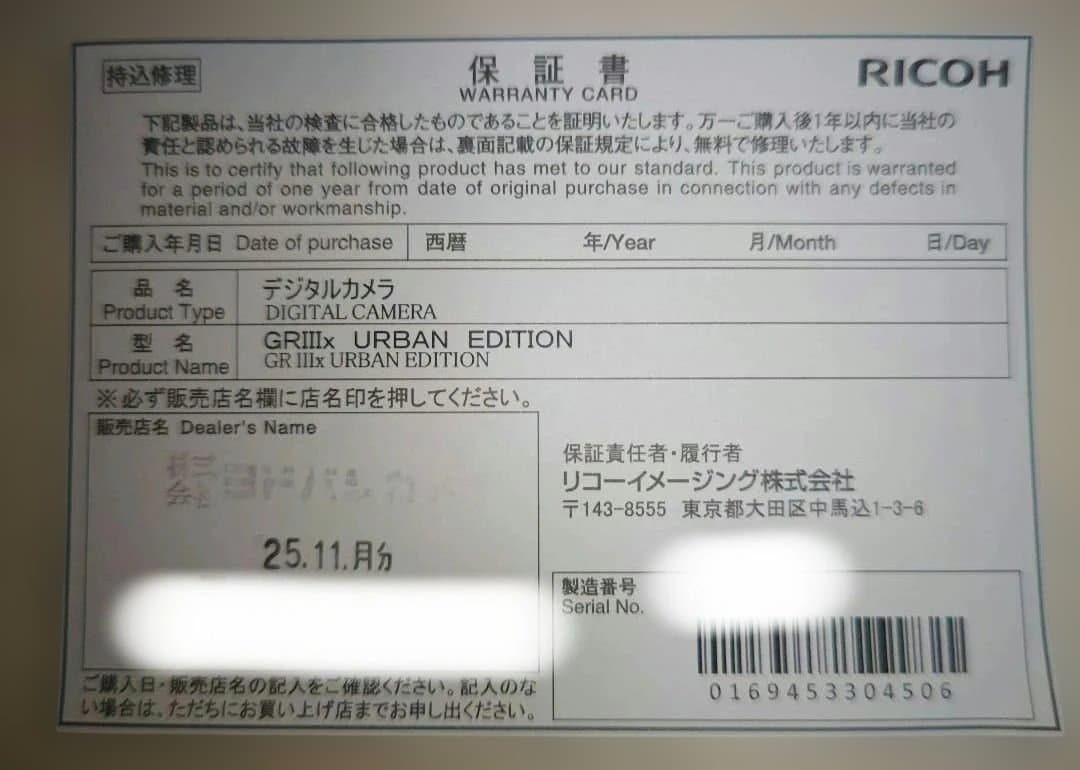 持込修理
保証書
WARRANTY CARD
RICOH
下記製品は、当社の検査に合格したものであることを証明いたします。万一ご購入後1年以内に当社の
責任と認められる故障を生じた場合は、裏面記載の保証規定により、無料で修理いたします。
This is to certify that following product has met to our standard. This product is warranted
for a period of one year from date of original purchase in connection with any defects in
material and/or workmanship.
ご購入年月日 Date of purchase 西暦 年/Year 月/Month 日/Day
品名 デジタルカメラ
Product Type DIGITAL CAMERA
型名 GRIIIx URBAN EDITION
Product Name GR IIIx URBAN EDITION
※必ず販売店名欄に店名印を押してください。
販売店名 Dealer's Name
25.11.月分
ご購入日・販売店名の記入をご確認ください。記入のな
い場合は、ただちにお買い上げ店までお申し出ください。
保証責任者・履行者
リコーイメージング株式会社
〒143-8555 東京都大田区中馬込1-3-6
製造番号
Serial No.
0169453304506